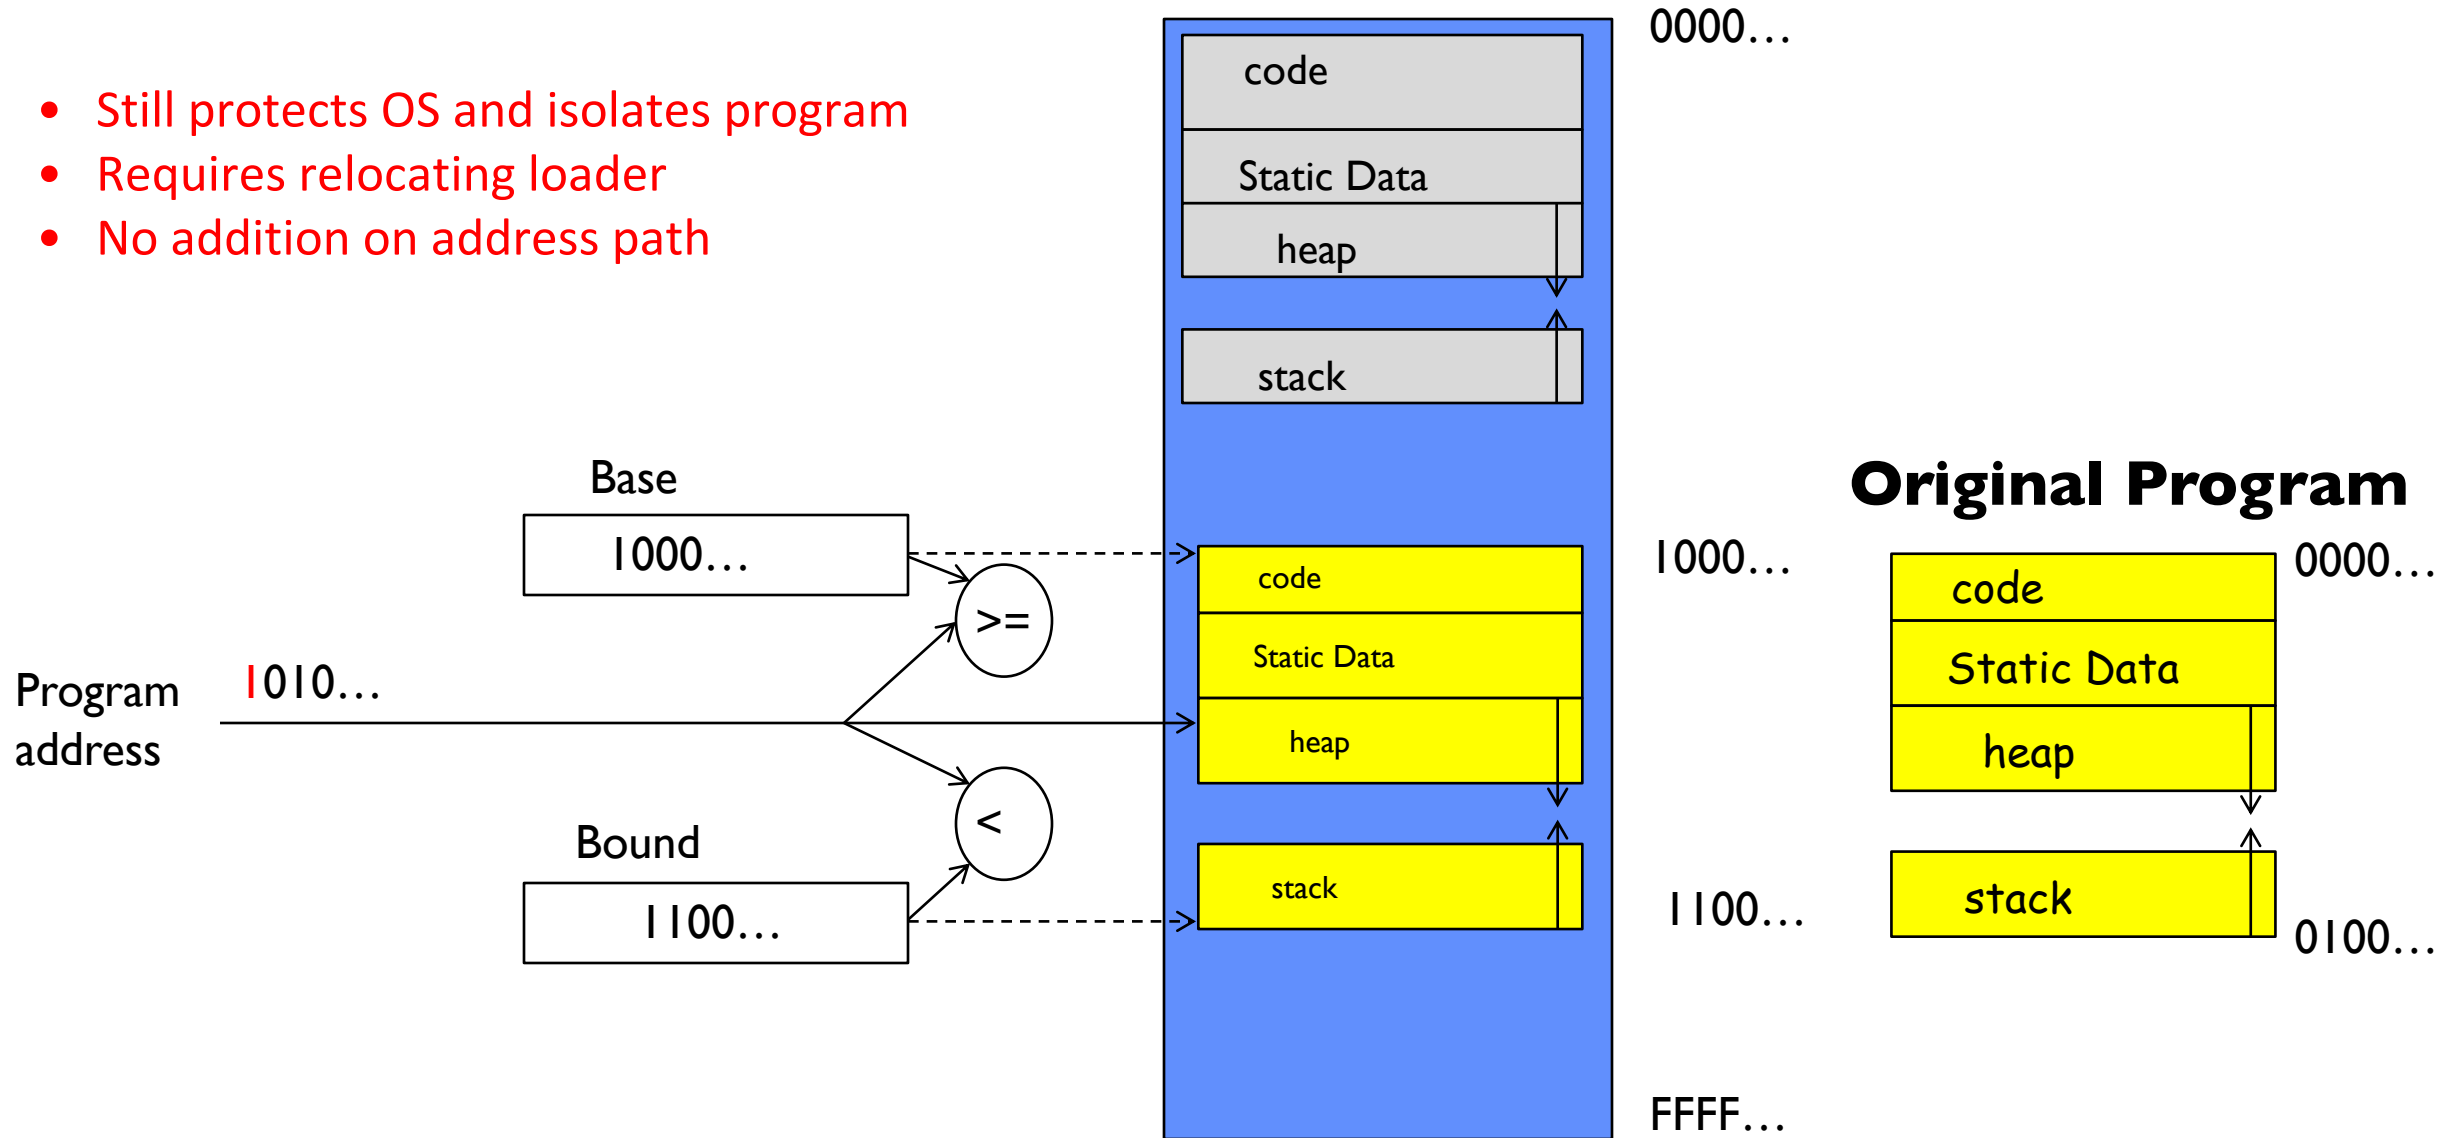 0000…
code
• Still protects OS and isolates program
• Requires relocating loader
• No addition on address path
Static Data
heap
stack
Base
1000…
Original Program
1000…
0000…
code
code
>=
Static Data
Static Data
Program
address
1010…
heap
heap
Bound
<
1100…
stack
1100…
stack
0100…
FFFF…